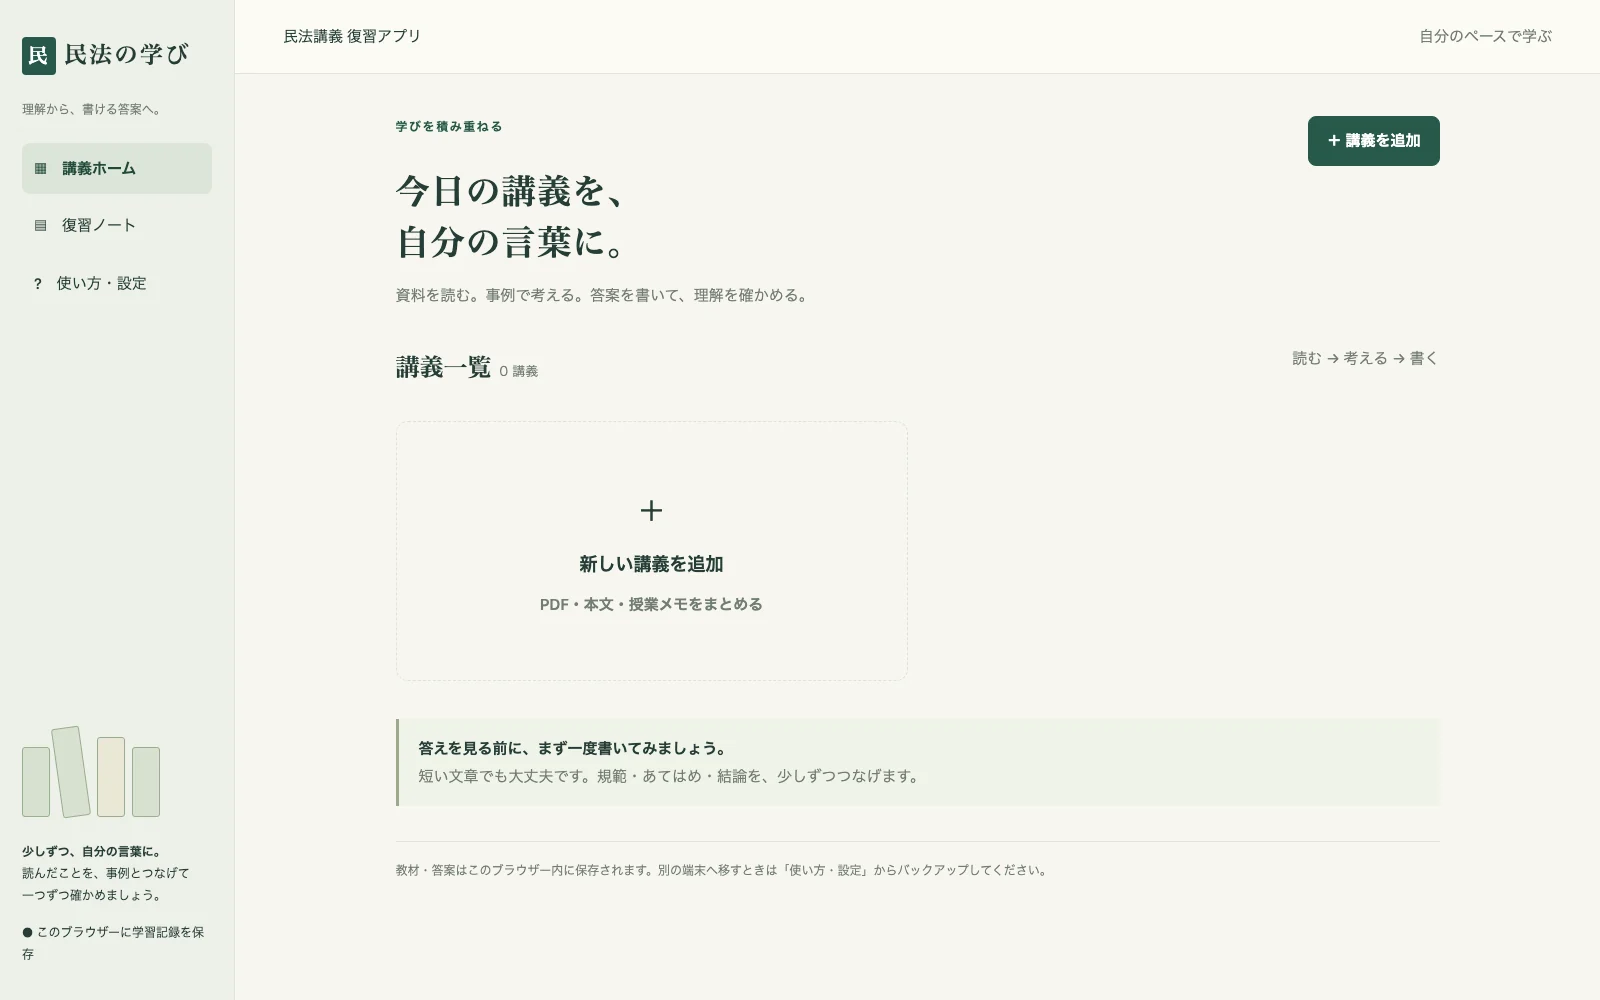 民 民法の学び
理解から、書ける答案へ。
▦ 講義ホーム
▤ 復習ノート
? 使い方・設定
少しずつ、自分の言葉に。
読んだことを、事例とつなげて
一つずつ確かめましょう。
● このブラウザーに学習記録を保
存
民法講義 復習アプリ
自分のペースで学ぶ
学びを積み重ねる
+ 講義を追加
今日の講義を、
自分の言葉に。
資料を読む。事例で考える。答案を書いて、理解を確かめる。
講義一覧 0 講義
読む → 考える → 書く
+
新しい講義を追加
PDF・本文・授業メモをまとめる
答えを見る前に、まず一度書いてみましょう。
短い文章でも大丈夫です。規範・あてはめ・結論を、少しずつつなげます。
教材・答案はこのブラウザー内に保存されます。別の端末へ移すときは「使い方・設定」からバックアップしてください。